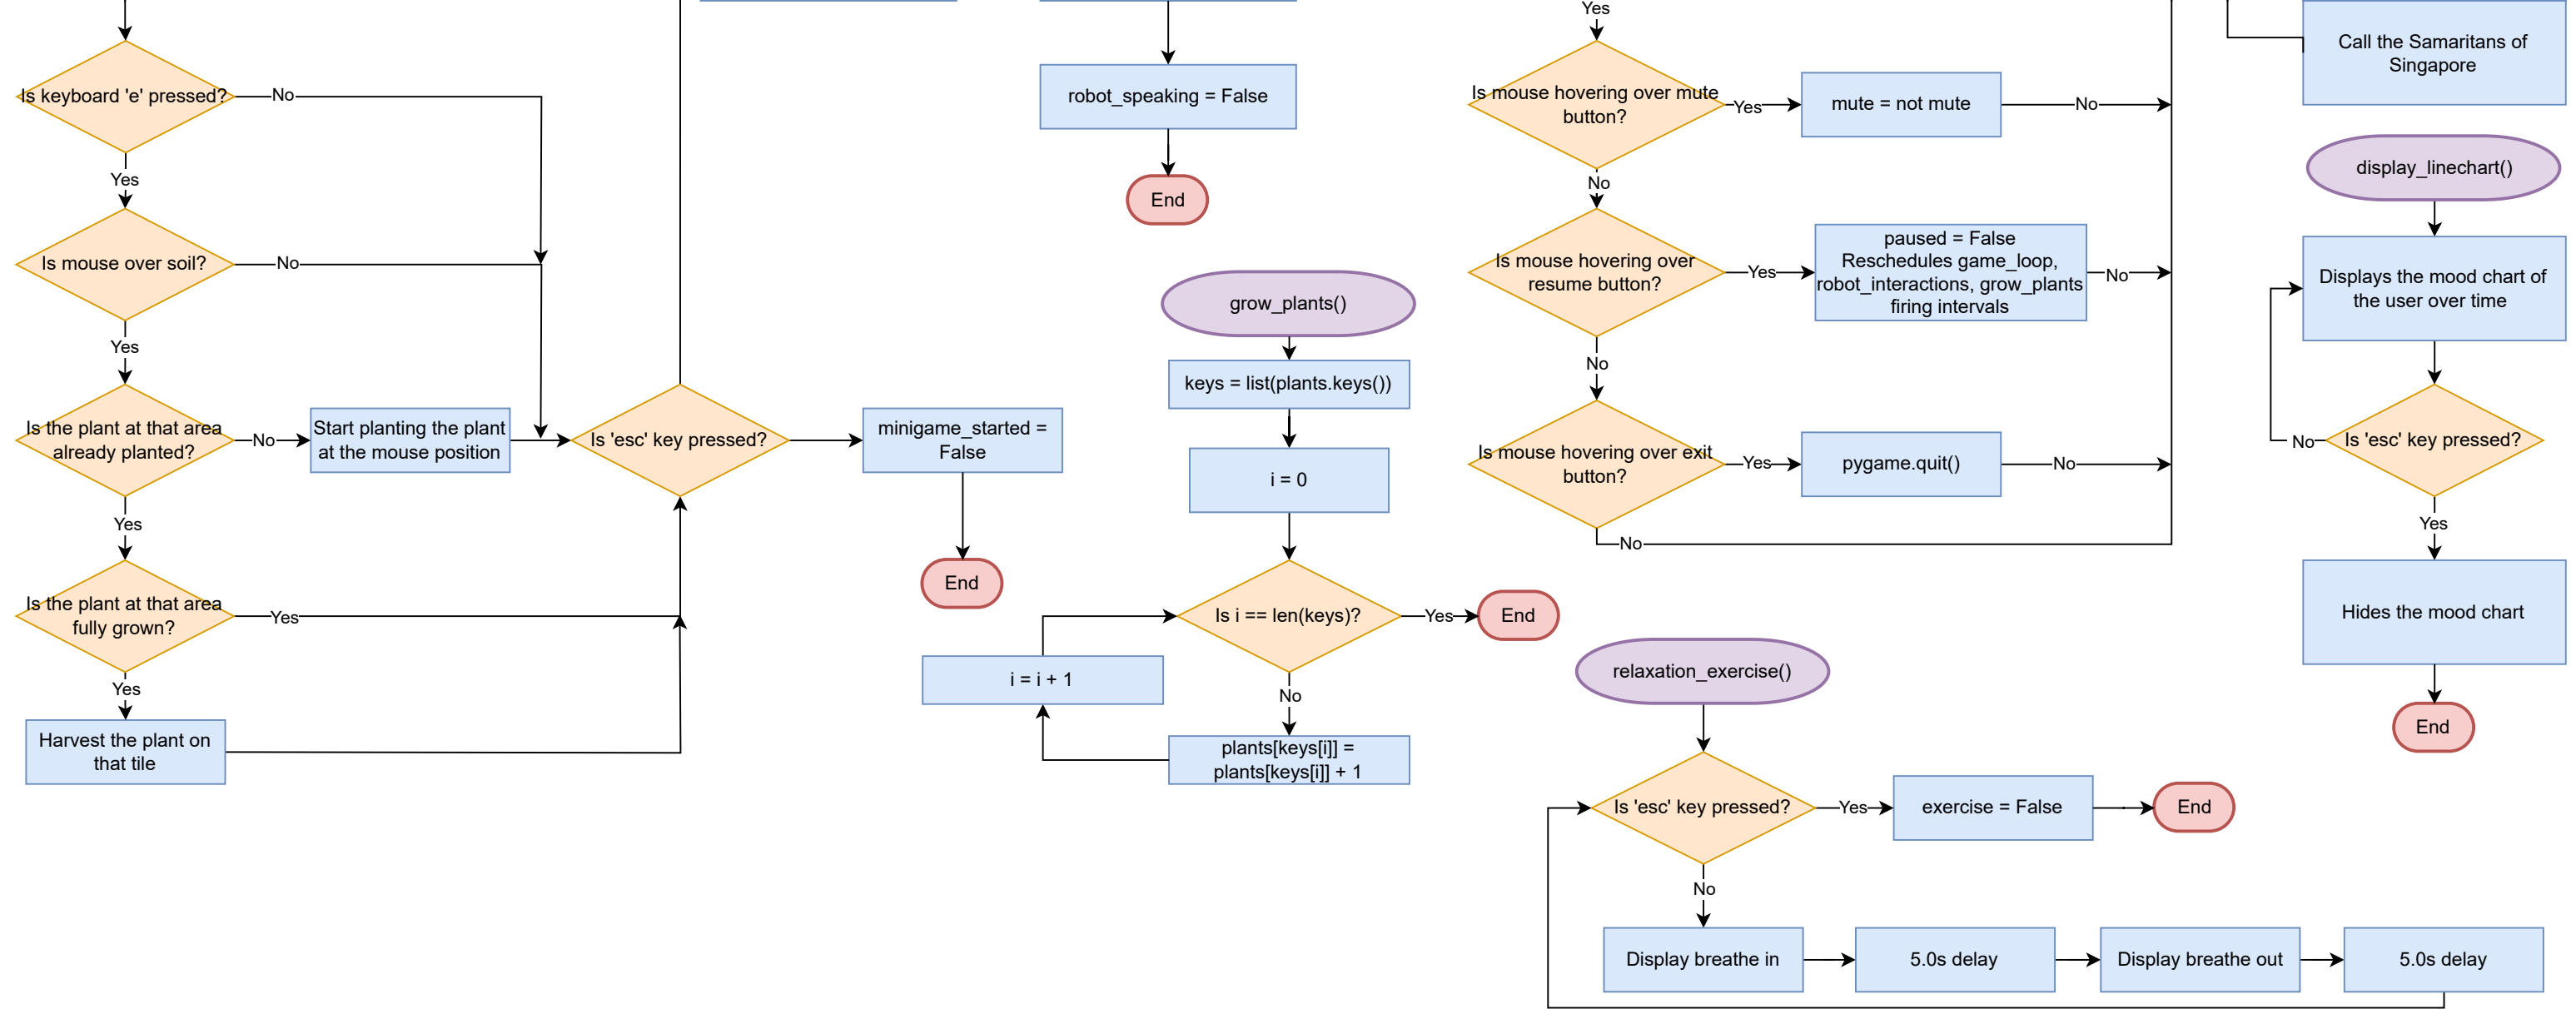 Is keyboard 'e' pressed?
No
Yes
Is mouse over soil?
No
Yes
Is the plant at that area
already planted?
No
Start planting the plant
at the mouse position
Yes
Is the plant at that area
fully grown?
Yes
Yes
Harvest the plant on
that tile
Is 'esc' key pressed?
minigame_started =
False
End
robot_speaking = False
End
grow_plants()
keys = list(plants.keys())
i = 0
Is i == len(keys)?
Yes
End
No
plants[keys[i]] =
plants[keys[i]] + 1
i = i + 1
Yes
Is mouse hovering over mute
button?
Yes
mute = not mute
No
No
Is mouse hovering over
resume button?
Yes
paused = False
Reschedules game_loop,
robot_interactions, grow_plants
firing intervals
No
No
Is mouse hovering over exit
button?
Yes
pygame.quit()
No
No
relaxation_exercise()
Is 'esc' key pressed?
Yes
exercise = False
End
No
Display breathe in
5.0s delay
Display breathe out
5.0s delay
Call the Samaritans of
Singapore
display_linechart()
Displays the mood chart of
the user over time
Is 'esc' key pressed?
No
Yes
Hides the mood chart
End